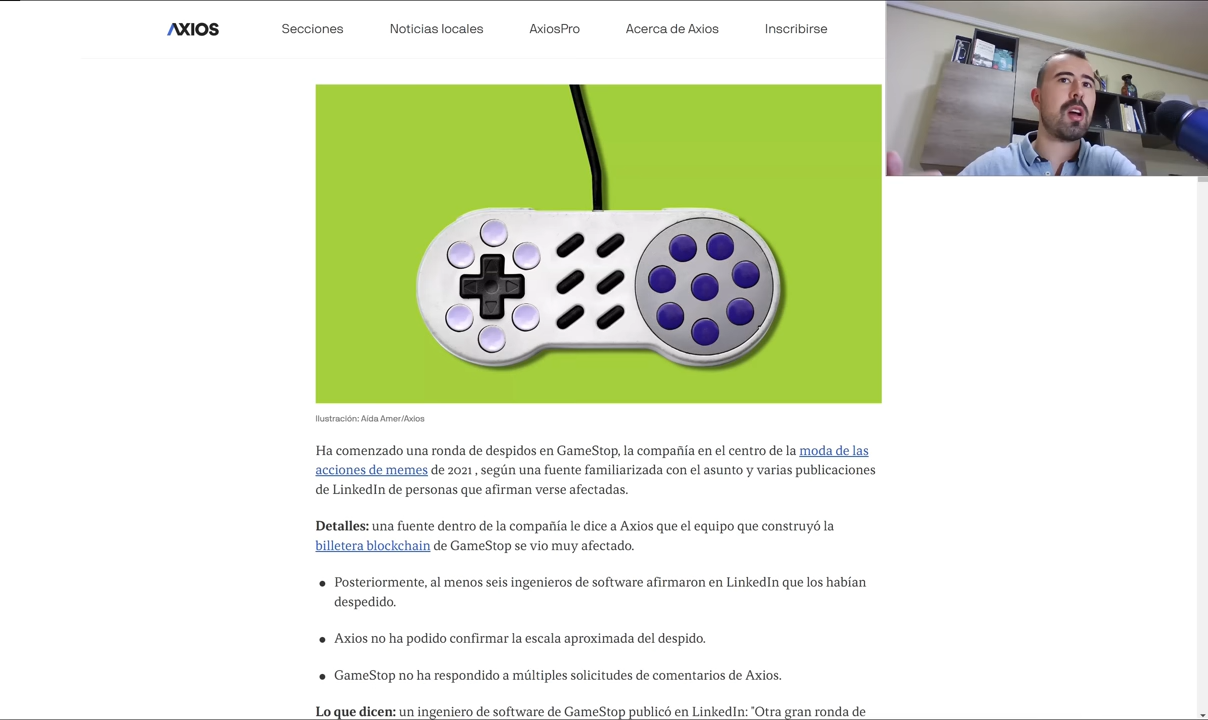 AXIOS Secciones Noticias locales AxiosPro Acerca de Axios Inscribirse
Ilustración: Aída Amer/Axios
Ha comenzado una ronda de despidos en GameStop, la compañía en el centro de la moda de las
acciones de memes de 2021 , según una fuente familiarizada con el asunto y varias publicaciones
de LinkedIn de personas que afirman verse afectadas.
Detalles: una fuente dentro de la compañía le dice a Axios que el equipo que construyó la
billetera blockchain de GameStop se vio muy afectado.
● Posteriormente, al menos seis ingenieros de software afirmaron en LinkedIn que los habían
despedido.
● Axios no ha podido confirmar la escala aproximada del despido.
● GameStop no ha respondido a múltiples solicitudes de comentarios de Axios.
Lo que dicen: un ingeniero de software de GameStop publicó en LinkedIn: "Otra gran ronda de